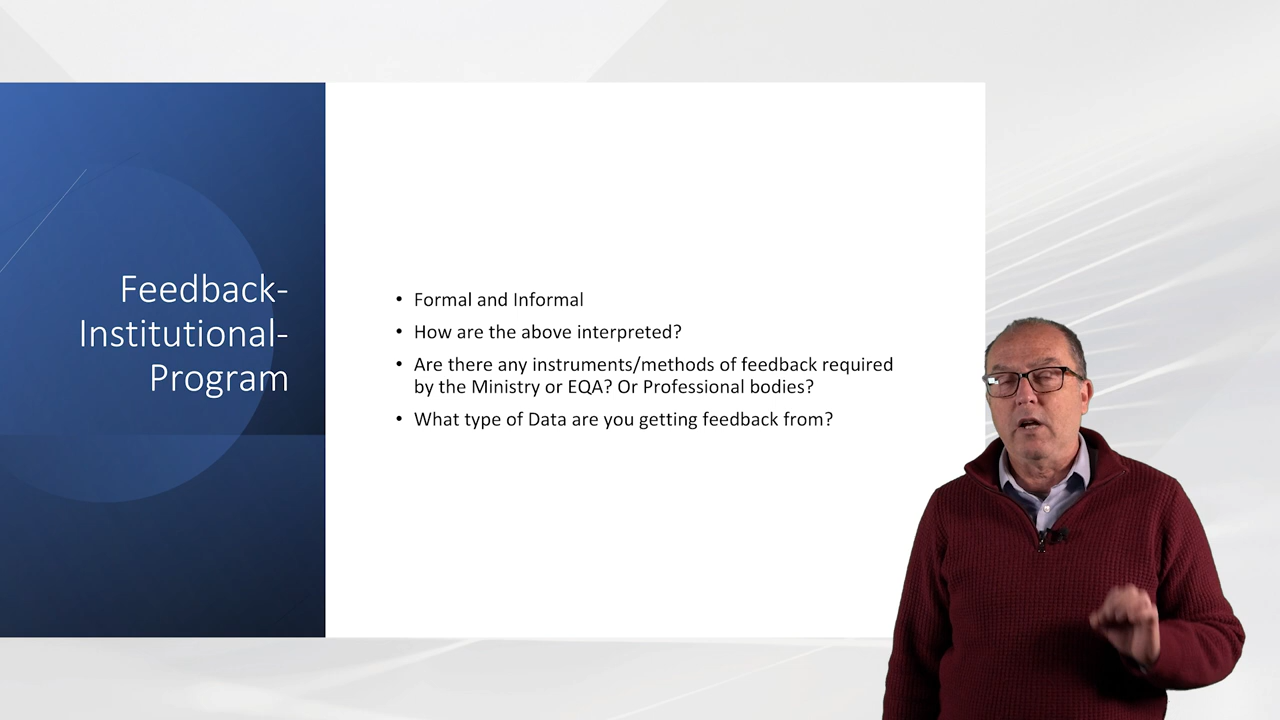 Feedback-
Institutional-
Program
• Formal and Informal
• How are the above interpreted?
• Are there any instruments/methods of feedback required
by the Ministry or EQA? Or Professional bodies?
• What type of Data are you getting feedback from?